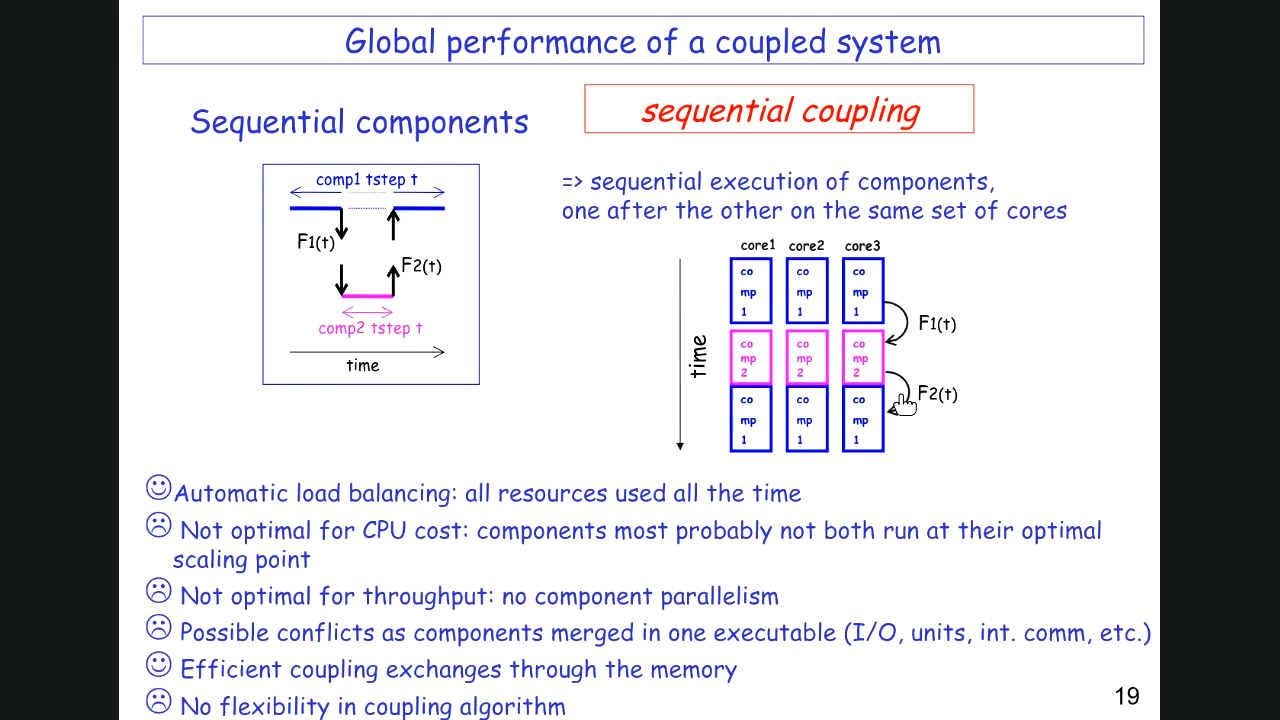 Global performance of a coupled system
Sequential components
sequential coupling
comp1 tstep t
F1(t)
F2(t)
comp2 tstep t
time
=> sequential execution of components,
one after the other on the same set of cores
core1 core2 core3
co co co
mp mp mp
1 1 1
F1(t)
co co co
mp mp mp
2 2 2
F2(t)
co co co
mp mp mp
1 1 1
time
Automatic load balancing: all resources used all the time
Not optimal for CPU cost: components most probably not both run at their optimal
scaling point
Not optimal for throughput: no component parallelism
Possible conflicts as components merged in one executable (I/O, units, int. comm, etc.)
Efficient coupling exchanges through the memory
No flexibility in coupling algorithm
19